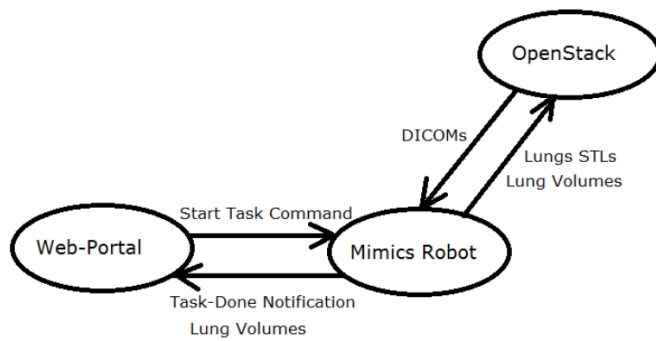 OpenStack
DICOMs
Lungs STLs
Lung Volumes
Start Task Command
Web-Portal
Mimics Robot
Task-Done Notification
Lung Volumes